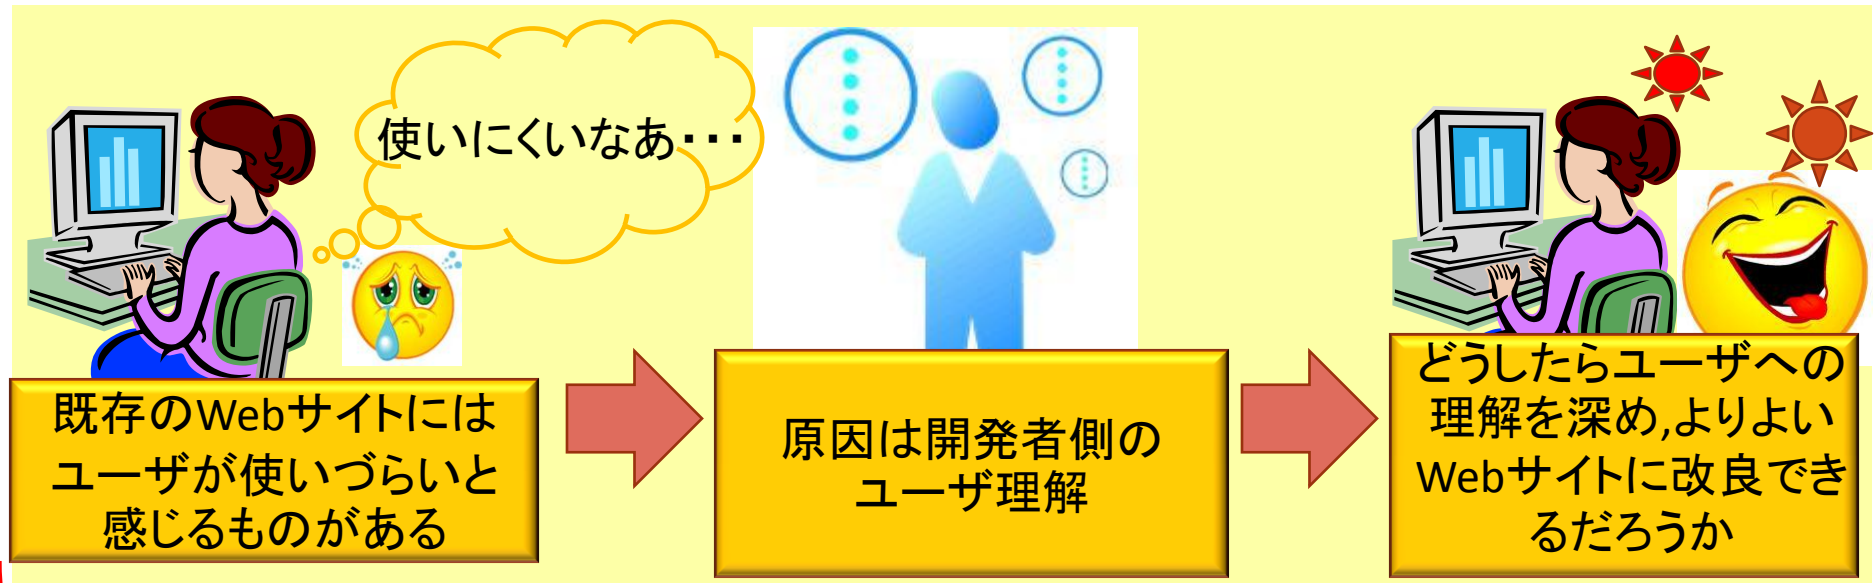 使いにくいなあ・・・
既存のWebサイトには
ユーザが使いづらいと
感じるものがある
原因は開発者側の
ユーザ理解
どうしたらユーザへの
理解を深め,よりよい
Webサイトに改良でき
るだろうか